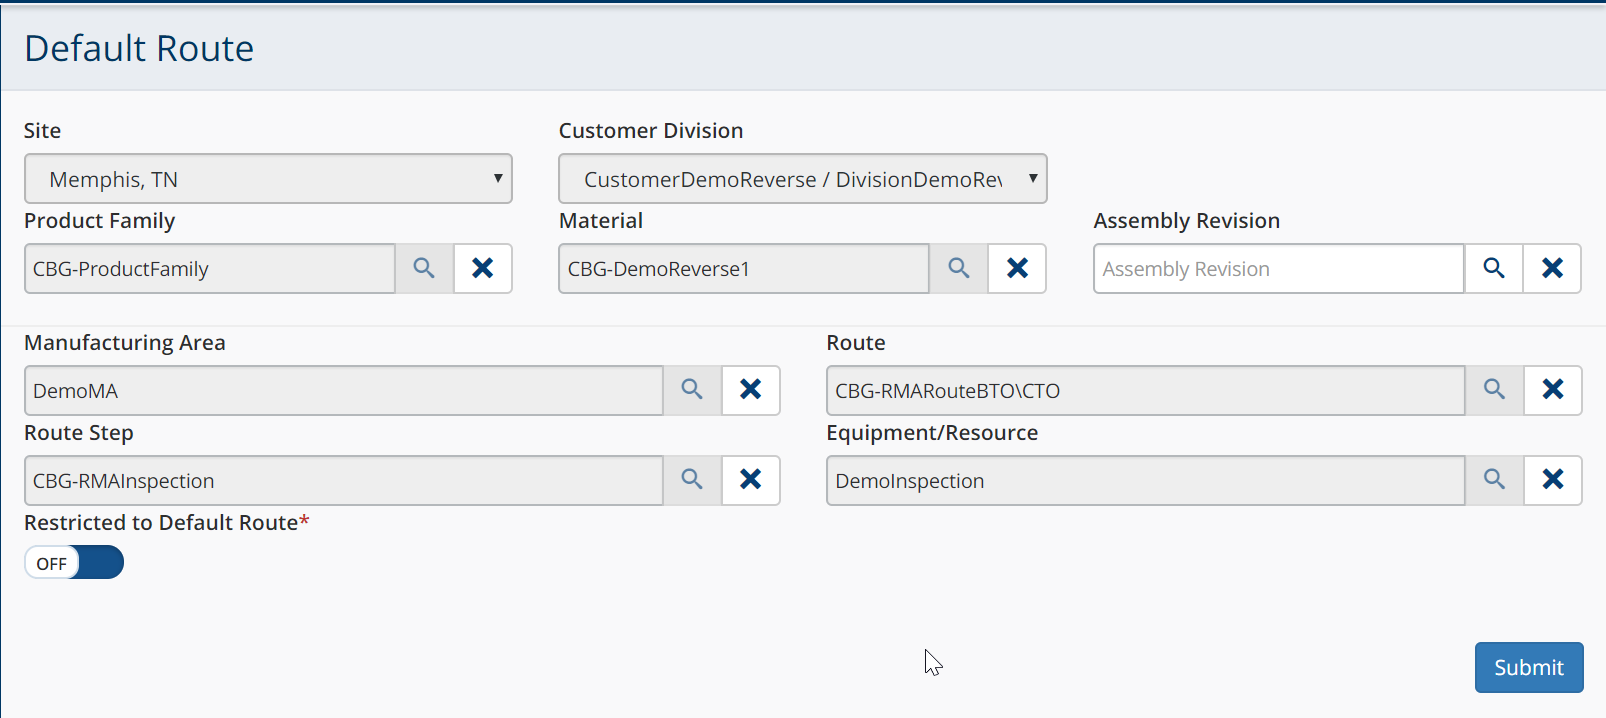 Default Route
Site
Customer Division
Memphis, TN
CustomerDemoReverse / DivisionDemoRev
Product Family
Material
Assembly Revision
CBG-ProductFamily
CBG-DemoReverse1
Assembly Revision
Manufacturing Area
Route
DemoMA
CBG-RMARouteBTO\CTO
Route Step
Equipment/Resource
CBG-RMAInspection
DemoInspection
Restricted to Default Route*
OFF
Submit